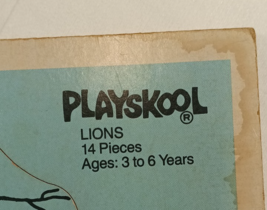 PLAYSKOOL®
LIONS
14 Pieces
Ages: 3 to 6 Years